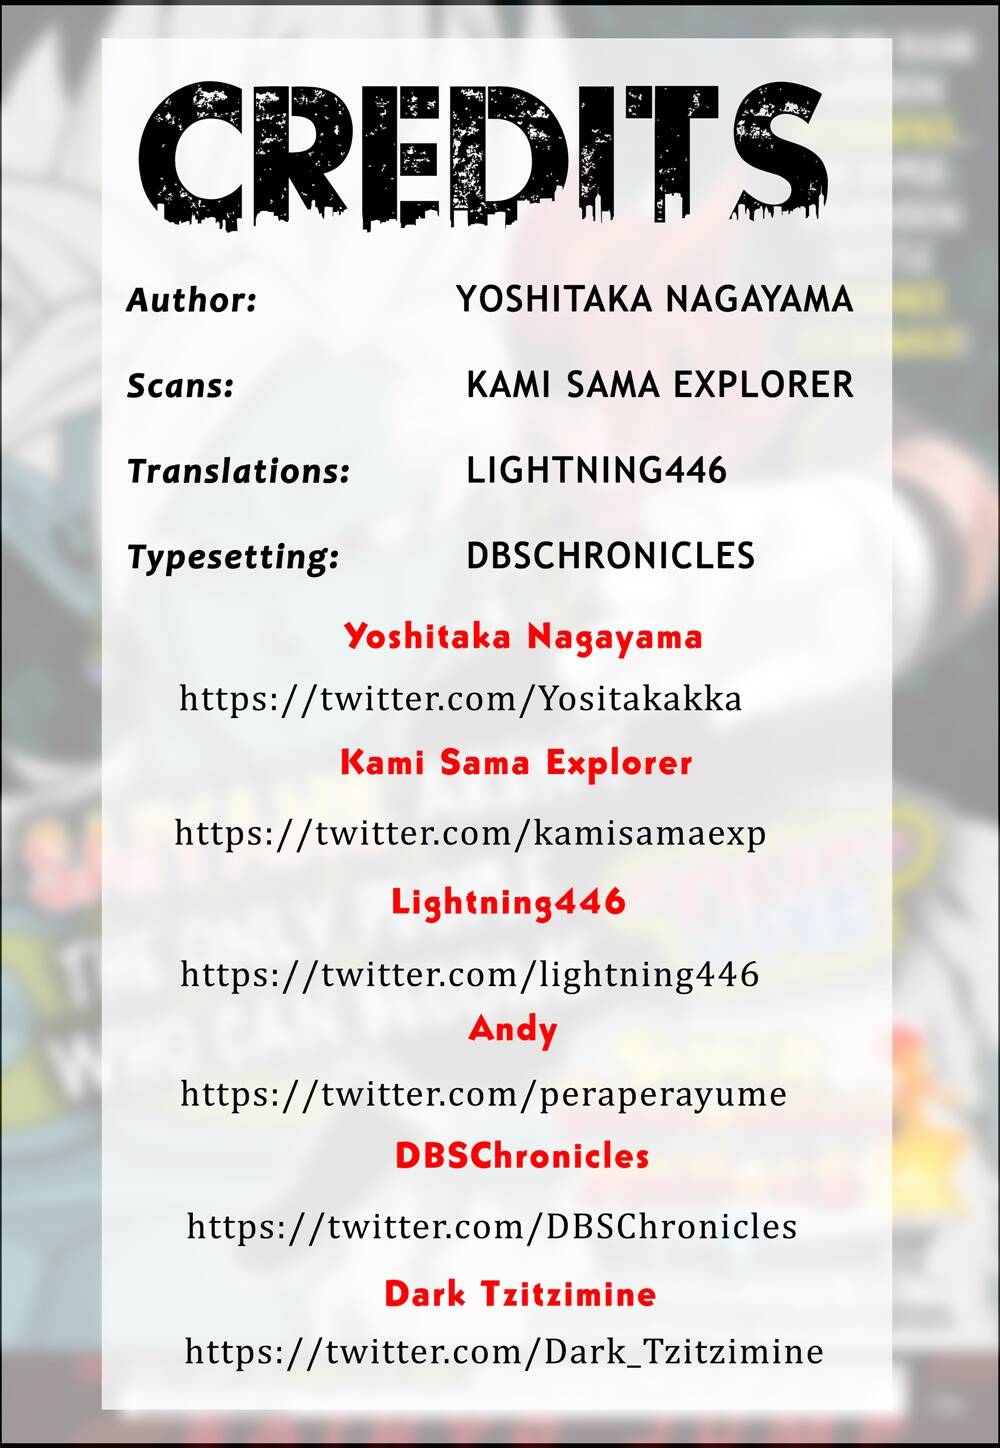 CREDITS
Author: YOSHITAKA NAGAYAMA
Scans: KAMI SAMA EXPLORER
Translations: LIGHTNING446
Typesetting: DBSCHRONICLES
Yoshitaka Nagayama
https://twitter.com/Yositakakka
Kami Sama Explorer
https://twitter.com/kamisamaexp
Lightning446
https://twitter.com/lightning446
Andy
https://twitter.com/peraperayume
DBSChronicles
https://twitter.com/DBSChronicles
Dark Tzitzimine
https://twitter.com/Dark_Tzitzimine